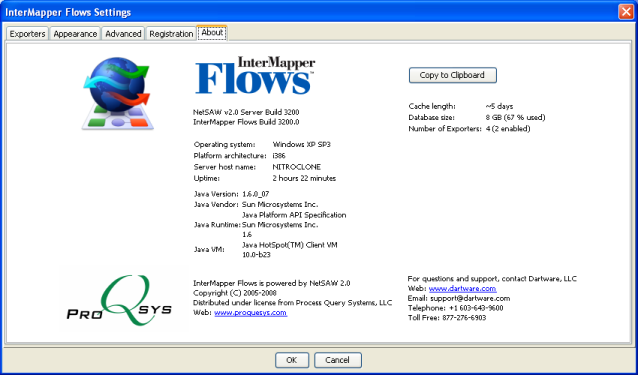 InterMapper Flows Settings
Exporters Appearance Advanced Registration About
InterMapper
Flows™
Copy to Clipboard
NetSAW v2.0 Server Build 3200
InterMapper Flows Build 3200.0
Cache length: ~5 days
Database size: 8 GB (67 % used)
Number of Exporters: 4 (2 enabled)
Operating system: Windows XP SP3
Platform architecture: i386
Server host name: NITROCLONE
Uptime: 2 hours 22 minutes
Java Version: 1.6.0_07
Java Vendor: Sun Microsystems Inc.
Java Platform API Specification
Java Runtime: Sun Microsystems Inc.
1.6
Java VM: Java HotSpot(TM) Client VM
10.0-b23
PROQSYS
InterMapper Flows is powered by NetSAW 2.0
Copyright (C) 2005-2008
Distributed under license from Process Query Systems, LLC
Web: www.proquesys.com
For questions and support, contact Dartware, LLC
Web: www.dartware.com
Email: support@dartware.com
Telephone: +1 603-643-9600
Toll Free: 877-276-6903
OK Cancel